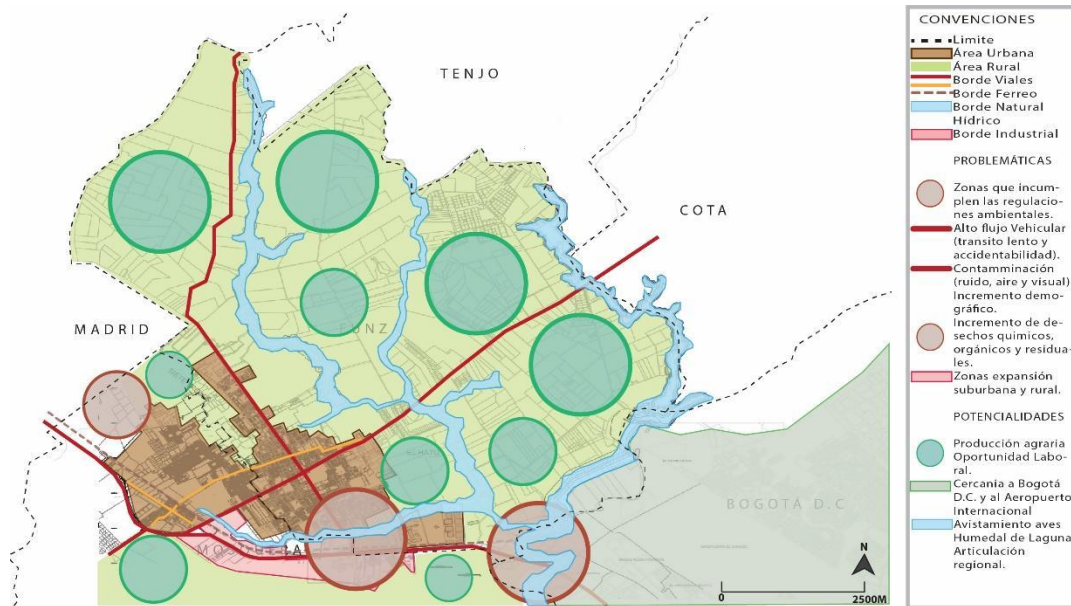 TENJO
COTA
MADRID
FUNZ
EL HATO
MOSQUERA
BOGOTÁ D.C
N
0
2500M
CONVENCIONES
Limite
Área Urbana
Área Rural
Borde Viales
Borde Ferreo
Borde Natural
Hídrico
Borde Industrial
PROBLEMÁTICAS
Zonas que incum-
plen las regulacio-
nes ambientales.
Alto flujo Vehicular
(transito lento y
accidentabilidad).
Contamminación
(ruido, aire y visual)
Incremento demo-
gráfico.
Incremento de de-
sechos quimicos,
orgánicos y residua-
les.
Zonas expansión
suburbana y rural.
POTENCIALIDADES
Producción agraria
Oportunidad Labo-
ral.
Cercania a Bogotá
D.C. y al Aeropuerto
Internacional
Avistamiento aves
Humedal de Laguna
Articulación
regional.